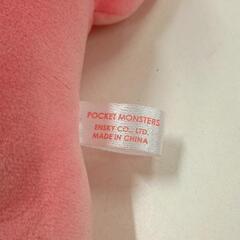 POCKET MONSTERS
ENSKY CO., LTD.
MADE IN CHINA